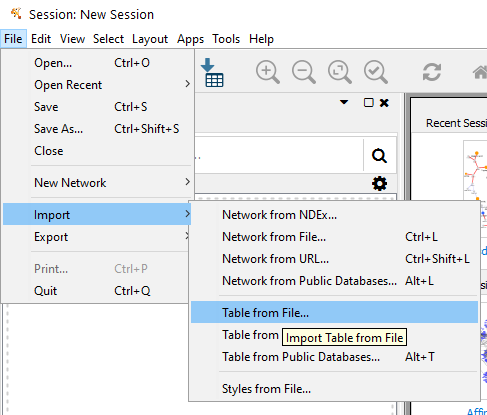 Session: New Session
File Edit View Select Layout Apps Tools Help
Open... Ctrl+O
Open Recent
Save Ctrl+S
Save As... Ctrl+Shift+S
Close
Recent Sessi
New Network
Import
Network from NDEx...
Export
Network from File... Ctrl+L
Network from URL... Ctrl+Shift+L
Print... Ctrl+P
Network from Public Databases... Alt+L
Quit Ctrl+Q
Table from File...
Table from
Import Table from File
Table from Public Databases... Alt+T
Styles from File...
Affin